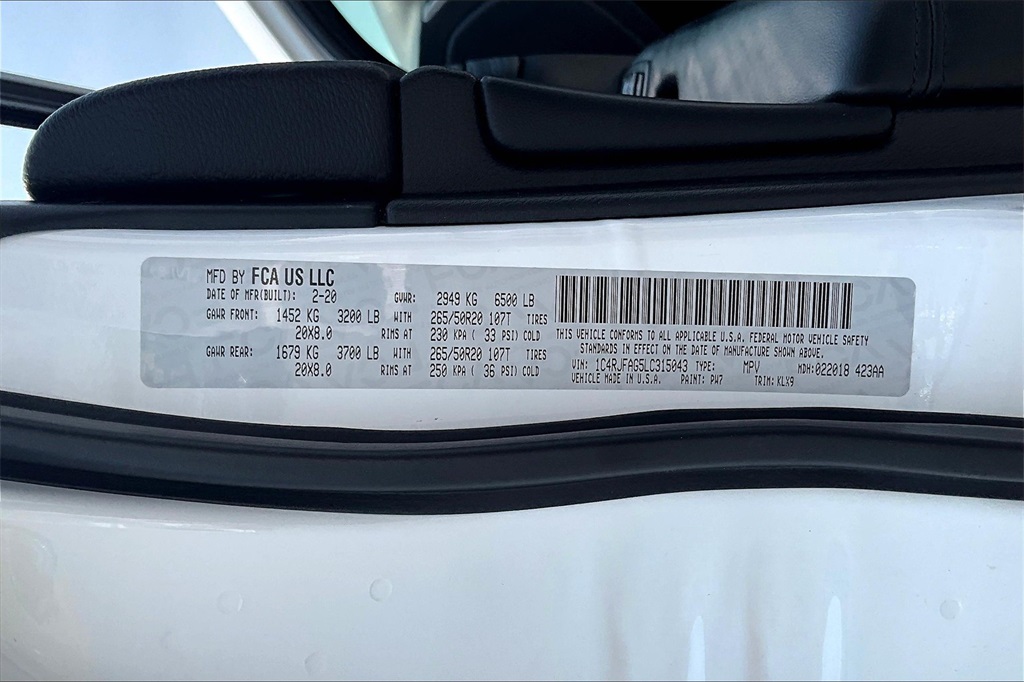 MFD BY FCA US LLC
DATE OF MFR(BUILT): 2-20 GVWR: 2949 KG 6500 LB
GAWR FRONT: 1452 KG 3200 LB WITH 265/50R20 107T TIRES
20X8.0 RIMS AT 230 KPA ( 33 PSI) COLD
GAWR REAR: 1679 KG 3700 LB WITH 265/50R20 107T TIRES
20X8.0 RIMS AT 250 KPA ( 36 PSI) COLD
THIS VEHICLE CONFORMS TO ALL APPLICABLE U.S.A. FEDERAL MOTOR VEHICLE SAFETY
STANDARDS IN EFFECT ON THE DATE OF MANUFACTURE SHOWN ABOVE.
VIN: 1C4RJFAG5LC315043 TYPE: MPV MDH:022018 423AA
VEHICLE MADE IN U.S.A. PAINT: PW7 TRIM: KLX9